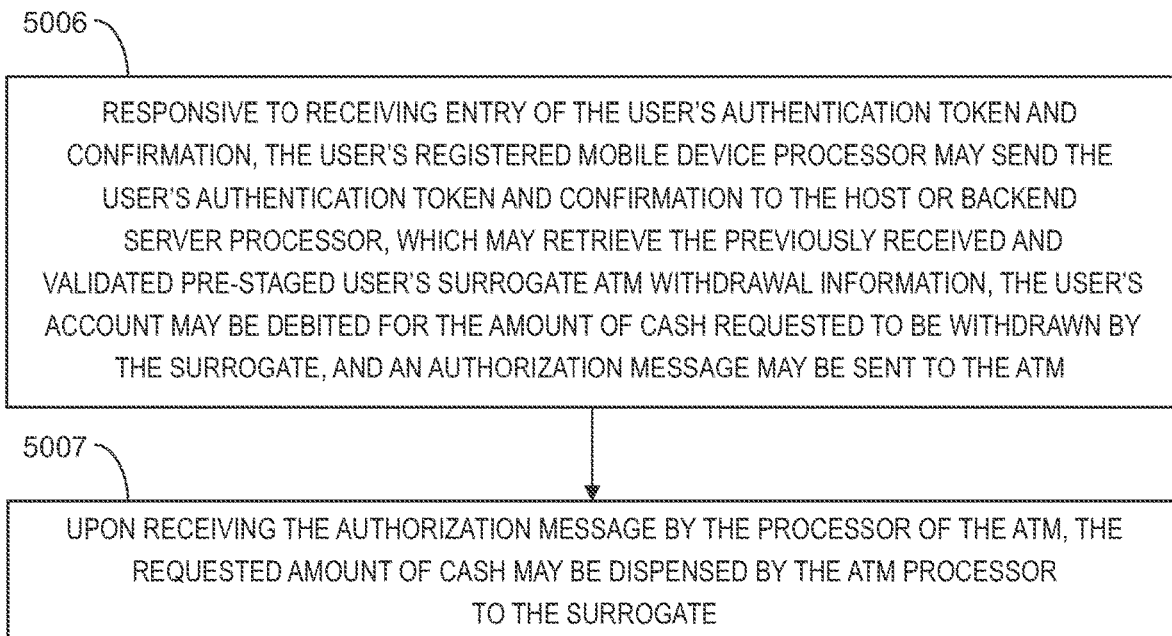 5006
RESPONSIVE TO RECEIVING ENTRY OF THE USER'S AUTHENTICATION TOKEN AND
CONFIRMATION, THE USER'S REGISTERED MOBILE DEVICE PROCESSOR MAY SEND THE
USER'S AUTHENTICATION TOKEN AND CONFIRMATION TO THE HOST OR BACKEND
SERVER PROCESSOR, WHICH MAY RETRIEVE THE PREVIOUSLY RECEIVED AND
VALIDATED PRE-STAGED USER'S SURROGATE ATM WITHDRAWAL INFORMATION, THE USER'S
ACCOUNT MAY BE DEBITED FOR THE AMOUNT OF CASH REQUESTED TO BE WITHDRAWN BY
THE SURROGATE, AND AN AUTHORIZATION MESSAGE MAY BE SENT TO THE ATM
5007
UPON RECEIVING THE AUTHORIZATION MESSAGE BY THE PROCESSOR OF THE ATM, THE
REQUESTED AMOUNT OF CASH MAY BE DISPENSED BY THE ATM PROCESSOR
TO THE SURROGATE